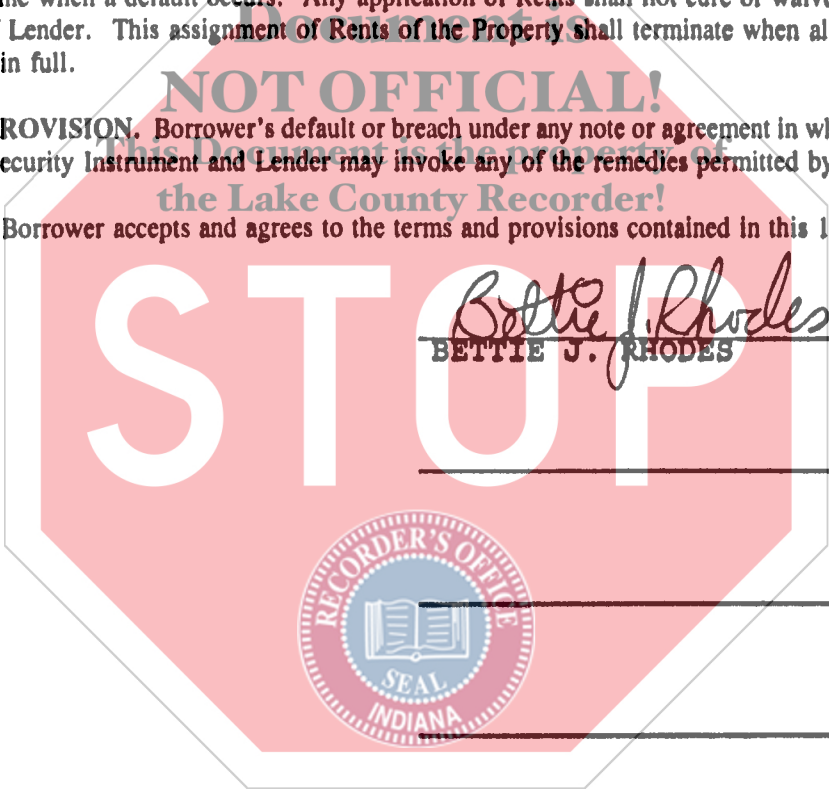 me when a default occurs. Any application of Rents shall not cure or waive
Document is
Lender. This assignment of Rents of the Property shall terminate when al
in full.
NOT OFFICIAL!
ROVISION. Borrower's default or breach under any note or agreement in wh
This Document is the property of
ecurity Instrument and Lender may invoke any of the remedies permitted by
the Lake County Recorder!
Borrower accepts and agrees to the terms and provisions contained in this 1
STOP
Bettie J. Rhodes
BETTIE J. RHODES
RECORDER'S OFFICE
SEAL
INDIANA